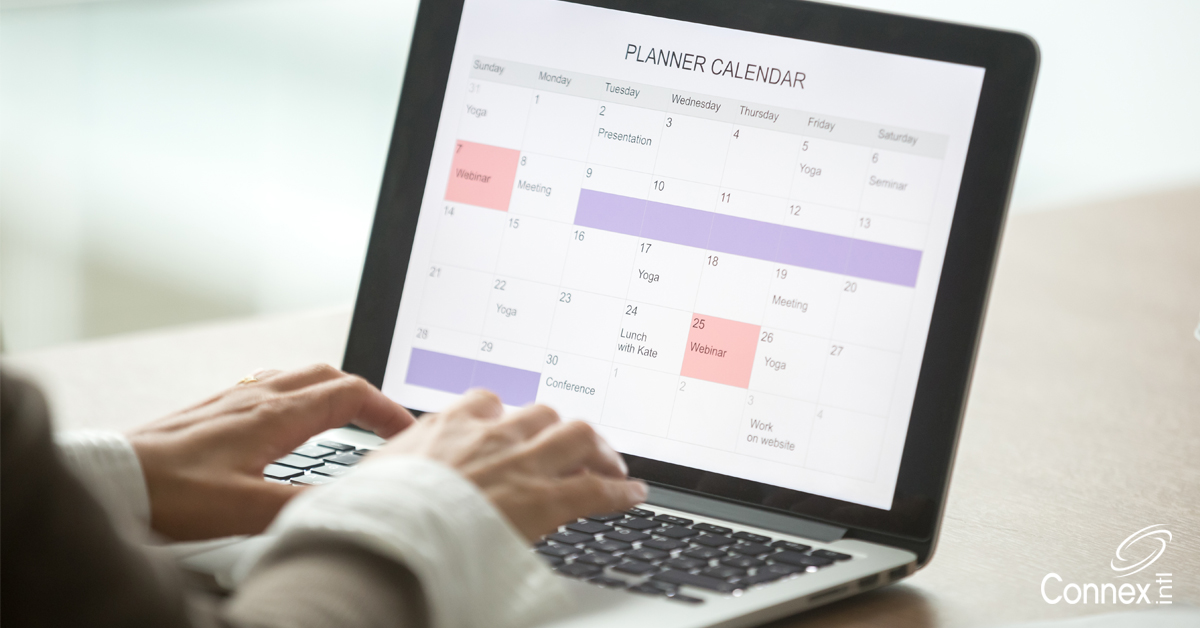 PLANNER CALENDAR
Sunday Monday Tuesday Wednesday Thursday Friday Saturday
31 1 2 3 4 5 6
Yoga Presentation Yoga Seminar
7 8 9 10 11 12 13
Webinar Meeting
14 15 16 17 18 19 20
Yoga Meeting
21 22 23 24 25 26 27
Yoga Lunch Webinar Yoga
with Kate
28 29 30 1 2 3 4
Conference Work
on website
Connex intl